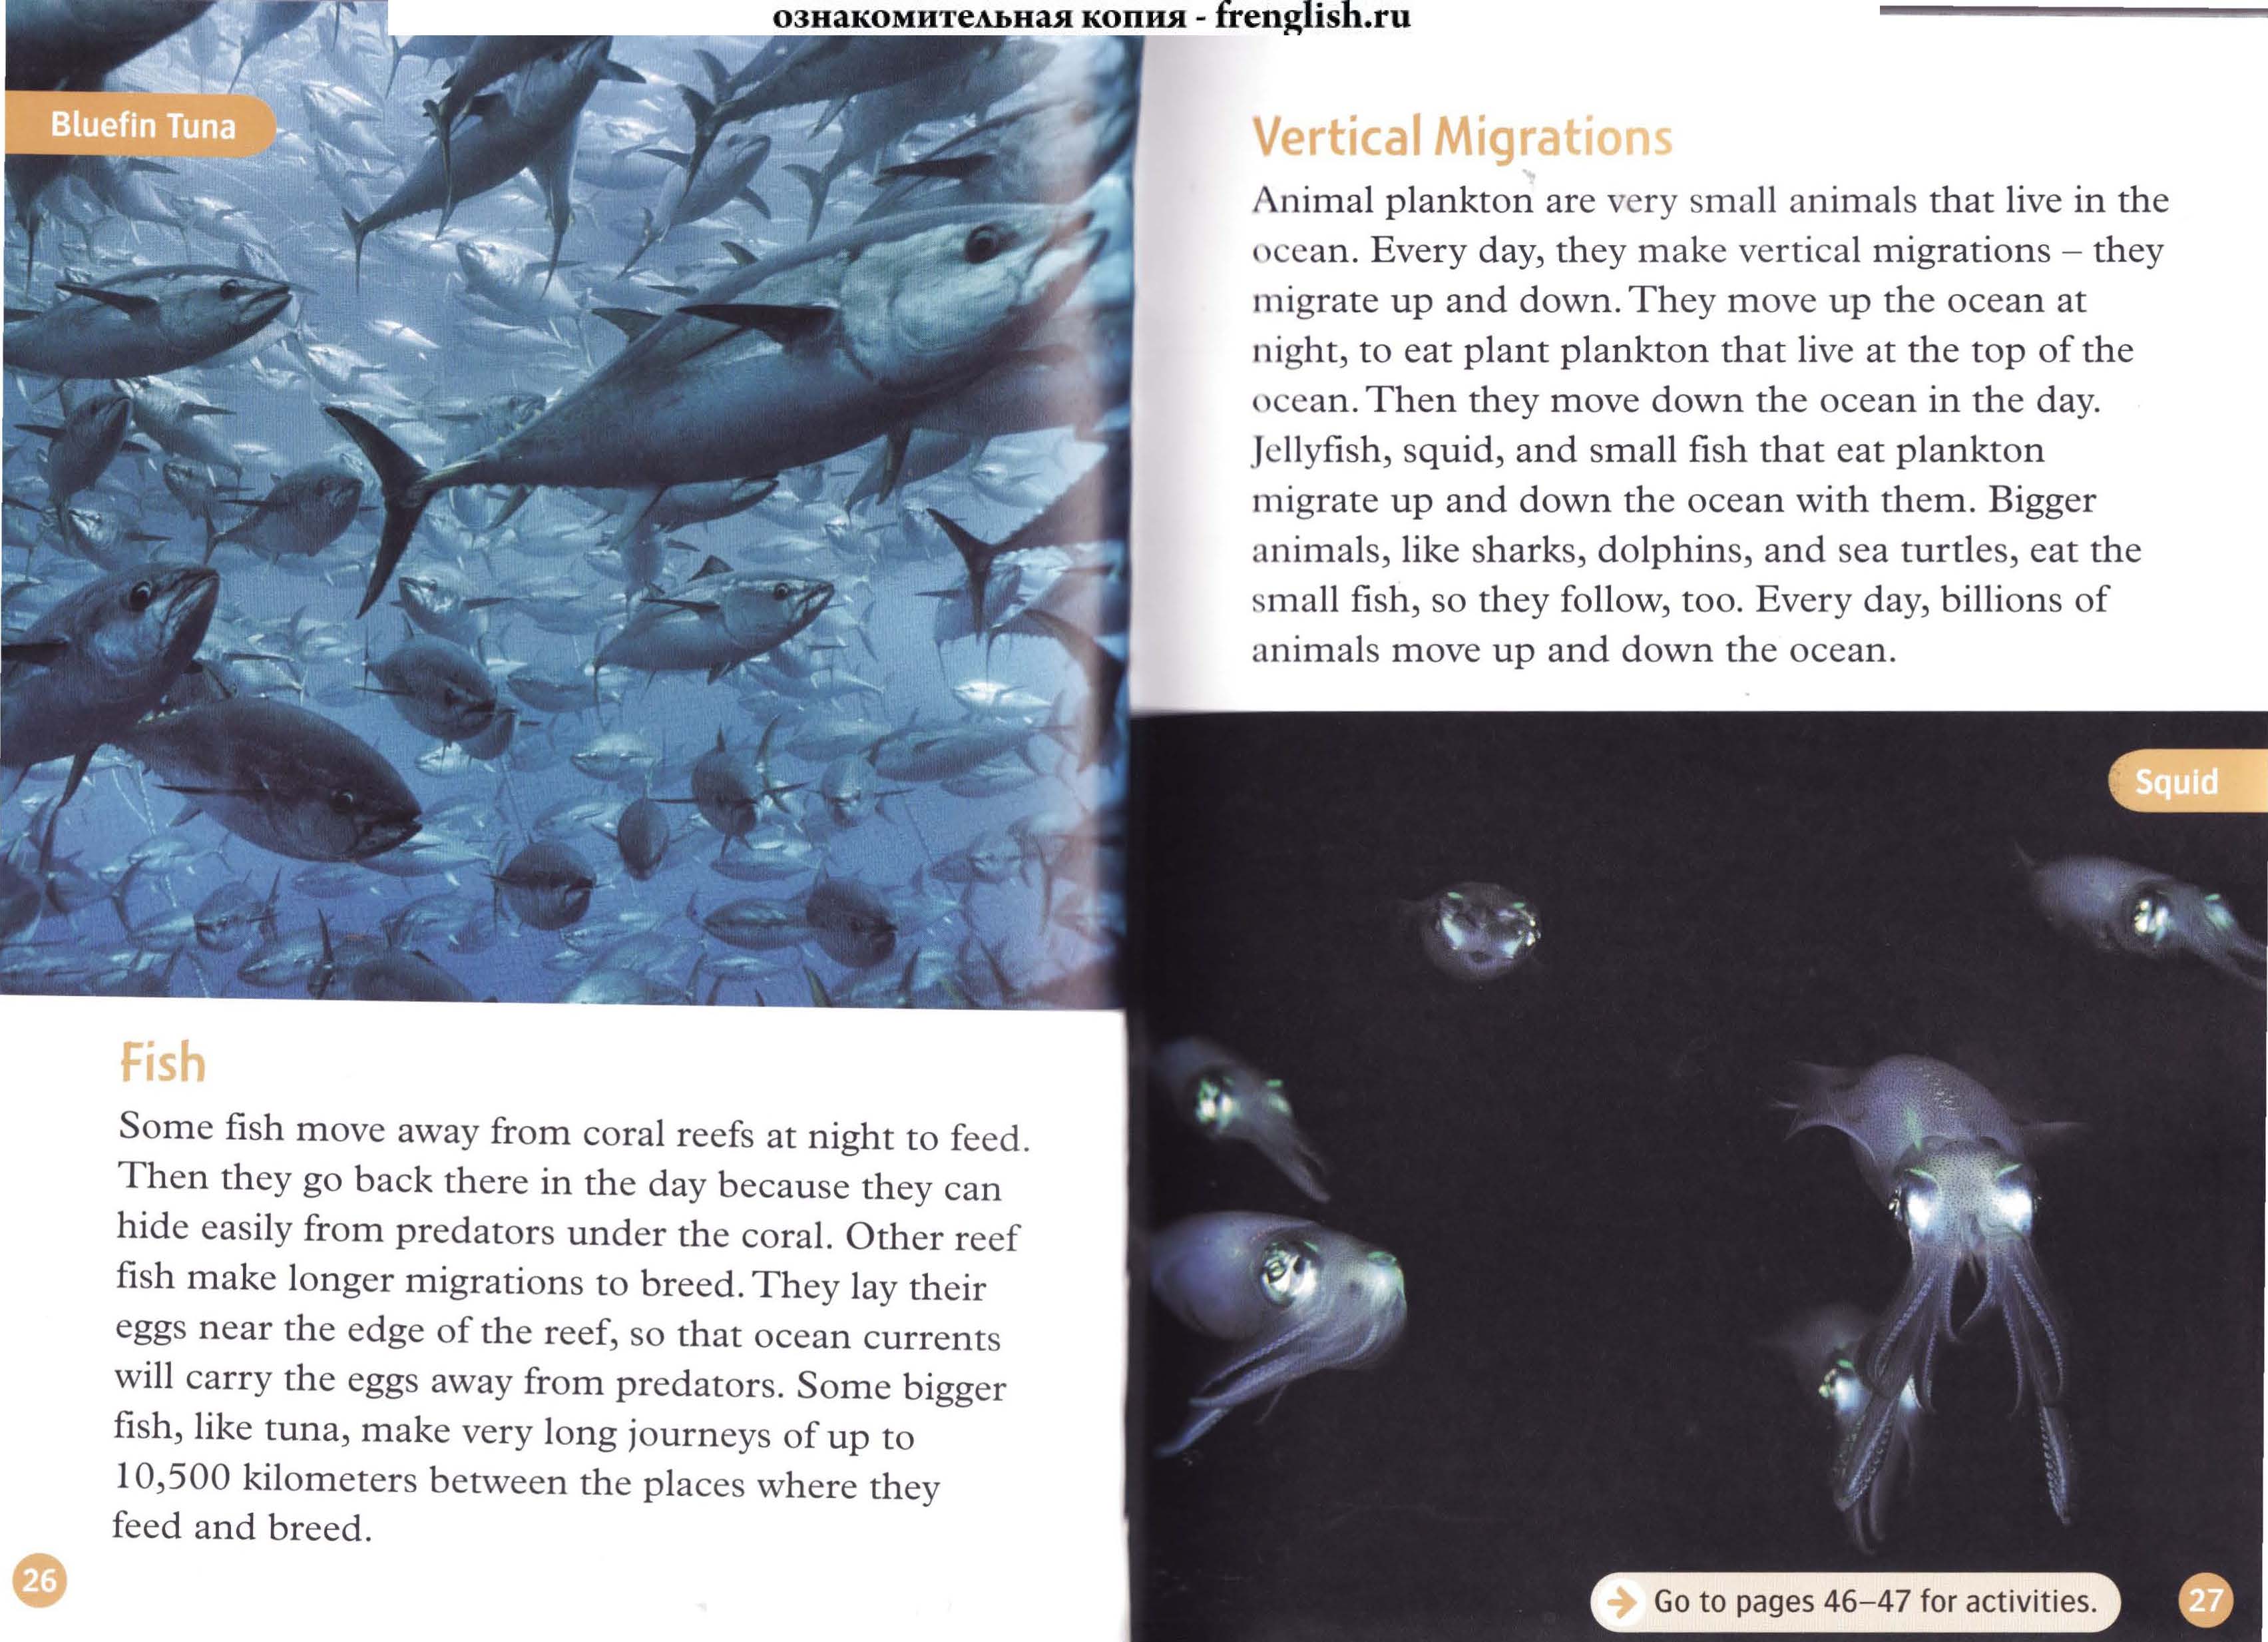 ознакомительная копия - frenglish.ru
Bluefin Tuna
Fish
Some fish move away from coral reefs at night to feed.
Then they go back there in the day because they can
hide easily from predators under the coral. Other reef
fish make longer migrations to breed. They lay their
eggs near the edge of the reef, so that ocean currents
will carry the eggs away from predators. Some bigger
fish, like tuna, make very long journeys of up to
10,500 kilometers between the places where they
feed and breed.
26
Vertical Migrations
Animal plankton are very small animals that live in the
ocean. Every day, they make vertical migrations – they
migrate up and down. They move up the ocean at
night, to eat plant plankton that live at the top of the
ocean. Then they move down the ocean in the day.
Jellyfish, squid, and small fish that eat plankton
migrate up and down the ocean with them. Bigger
animals, like sharks, dolphins, and sea turtles, eat the
small fish, so they follow, too. Every day, billions of
animals move up and down the ocean.
Squid
Go to pages 46–47 for activities.
27